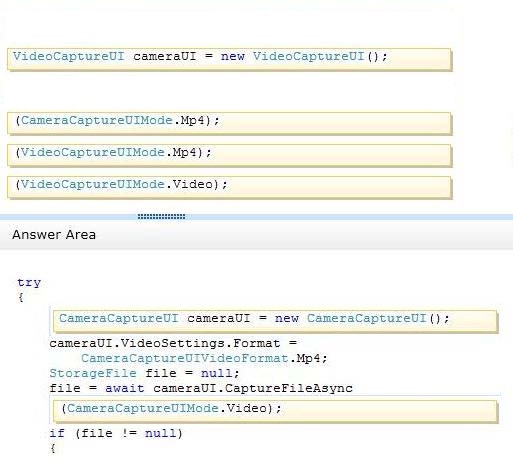 VideoCaptureUI cameraUI = new VideoCaptureUI();
(CameraCaptureUIMode.Mp4);
(VideoCaptureUIMode.Mp4);
(VideoCaptureUIMode.Video);
Answer Area
try
{
CameraCaptureUI cameraUI = new CameraCaptureUI();
cameraUI.VideoSettings.Format =
CameraCaptureUIVideoFormat.Mp4;
StorageFile file = null;
file = await cameraUI.CaptureFileAsync
(CameraCaptureUIMode.Video);
if (file != null)
{